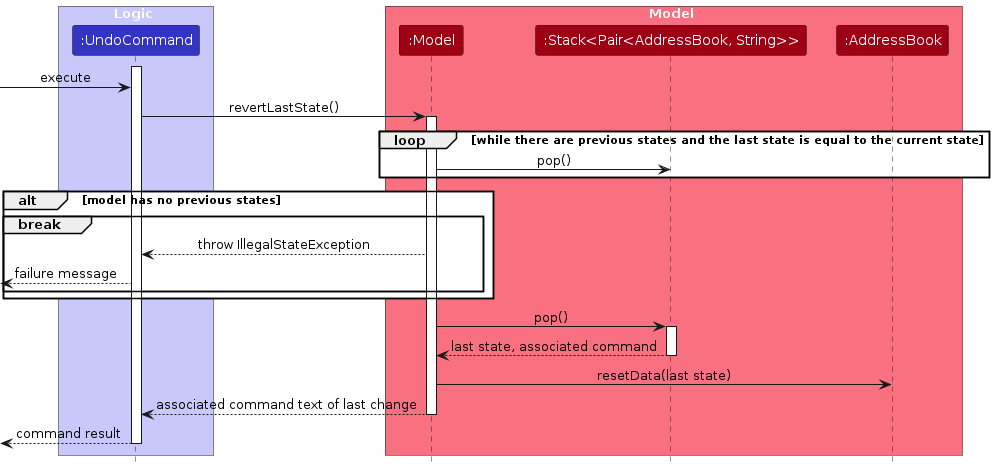 Logic
Model
:UndoCommand
:Model
:Stack<Pair<AddressBook, String>>
:AddressBook
execute
revertLastState()
loop
[while there are previous states and the last state is equal to the current state]
pop()
alt
[model has no previous states]
break
throw IllegalStateException
failure message
pop()
last state, associated command
resetData(last state)
associated command text of last change
command result